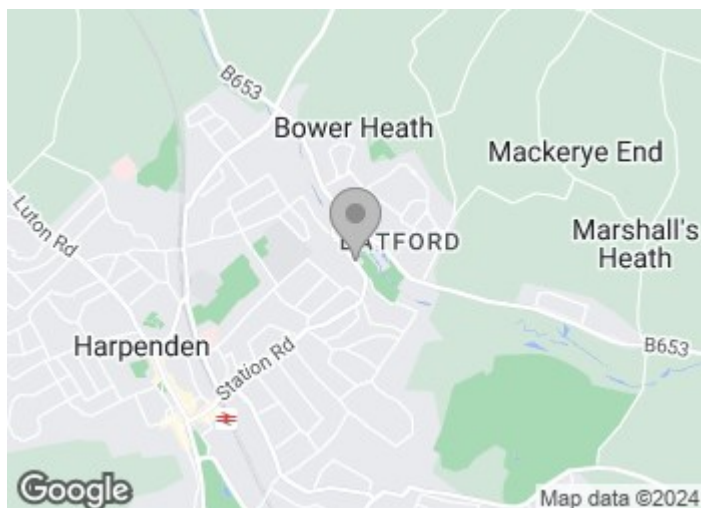 B653
Bower Heath
Mackerye End
Luton Rd
Marshall's
Heath
Harpenden
Station Rd
B653
Google
Map data ©2024